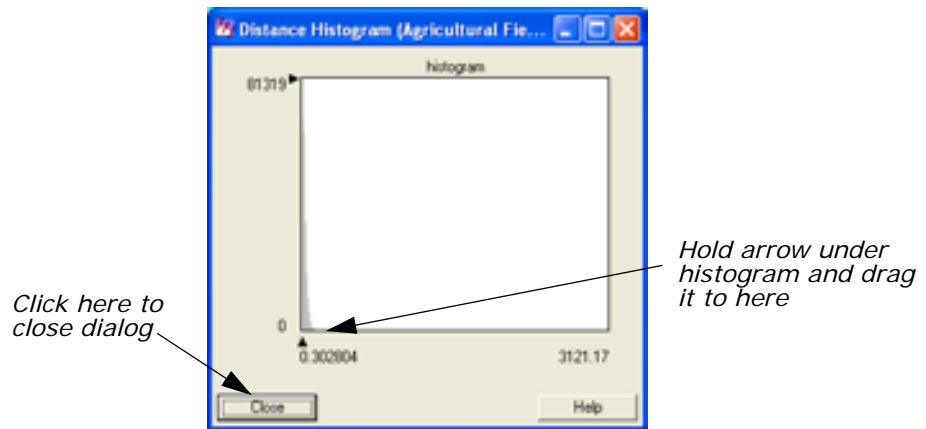 Distance Histogram (Agricultural Fie...
histogram
81319
0
0.302804
3121.17
Close
Help
Hold arrow under
histogram and drag
it to here
Click here to
close dialog